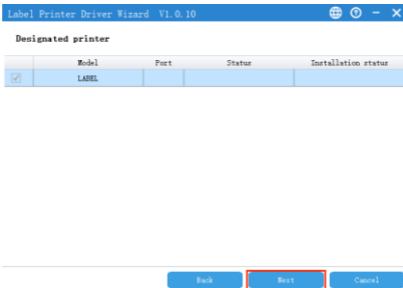 Label Printer Driver Wizard V1.0.10
Designated printer
Model Port Status Installation status
LABEL
Back Next Cancel